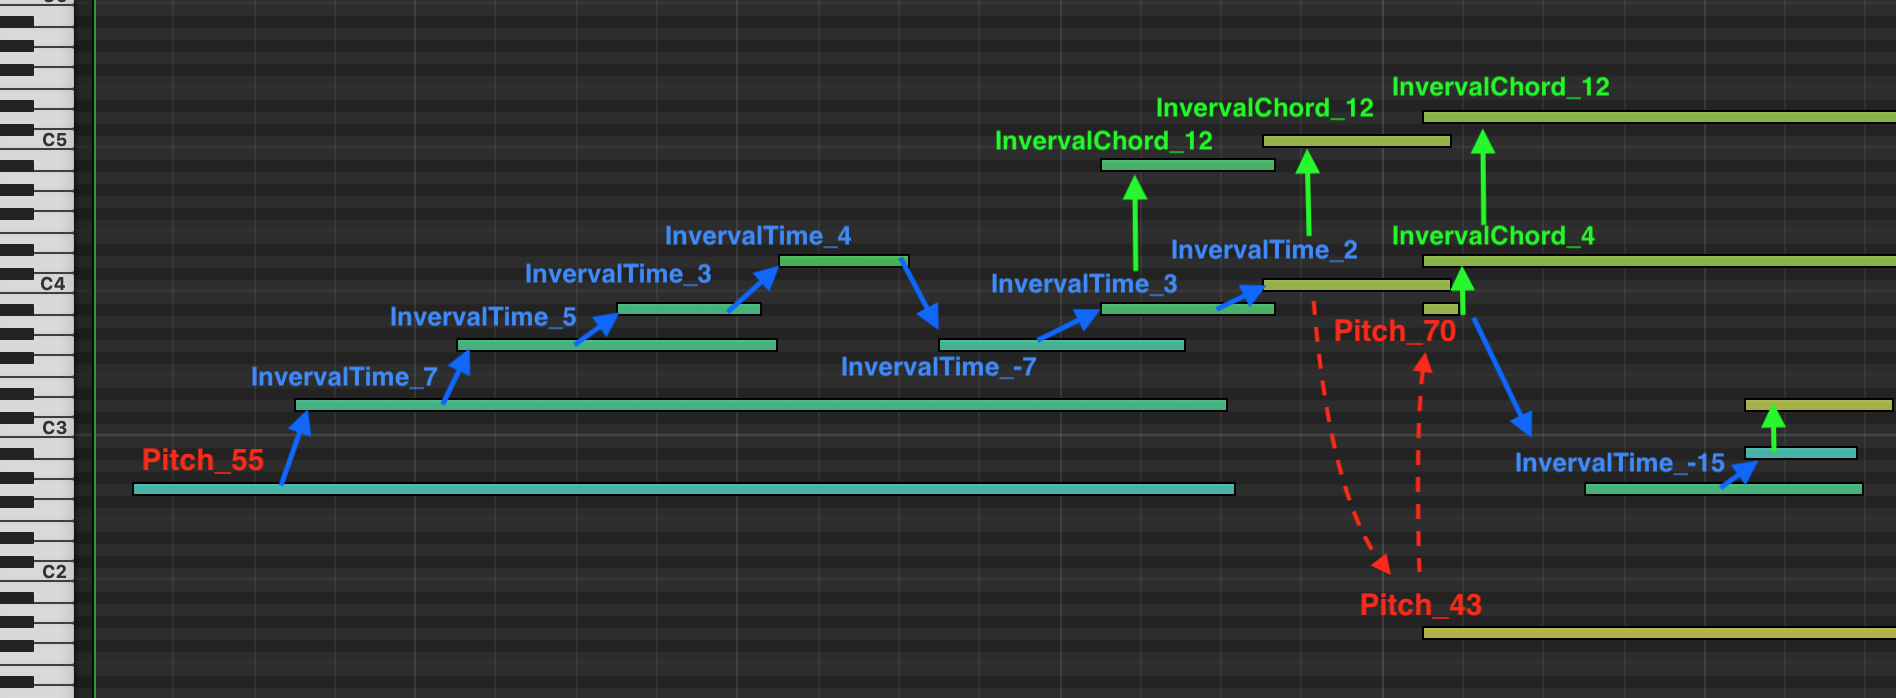 InvervalChord_12
InvervalChord_12
C5
InvervalChord_12
InvervalTime_4
InvervalChord_4
InvervalTime_2
InvervalTime_3
C4
InvervalTime_3
InvervalTime_5
Pitch_70
InvervalTime_-7
InvervalTime_7
C3
Pitch_55
InvervalTime_-15
C2
Pitch_43